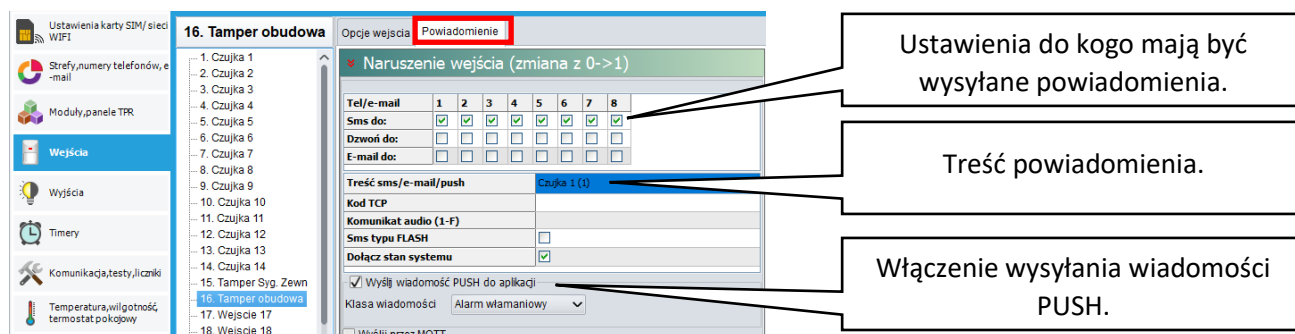 Ustawienia karty SIM/ sieci
WIFI
Strefy,numery telefonów, e
-mail
Moduły,panele TPR
Wejścia
Wyjścia
Timery
Komunikacja,testy,liczniki
Temperatura,wilgotność,
termostat pokojowy
16. Tamper obudowa
1. Czujka 1
2. Czujka 2
3. Czujka 3
4. Czujka 4
5. Czujka 5
6. Czujka 6
7. Czujka 7
8. Czujka 8
9. Czujka 9
10. Czujka 10
11. Czujka 11
12. Czujka 12
13. Czujka 13
14. Czujka 14
15. Tamper Syg. Zewn
16. Tamper obudowa
17. Wejscie 17
18. Wejscie 18
Opcje wejscia Powiadomienie
Naruszenie wejścia (zmiana z 0->1)
Tel/e-mail 1 2 3 4 5 6 7 8
Sms do:
Dzwoń do:
E-mail do:
Treść sms/e-mail/push Czujka 1 (1)
Kod TCP
Komunikat audio (1-F)
Sms typu FLASH
Dołącz stan systemu
Wyślij wiadomość PUSH do aplikacji
Klasa wiadomości Alarm włamaniowy
Wyślij przez MQTT
Ustawienia do kogo mają być
wysyłane powiadomienia.
Treść powiadomienia.
Włączenie wysyłania wiadomości
PUSH.